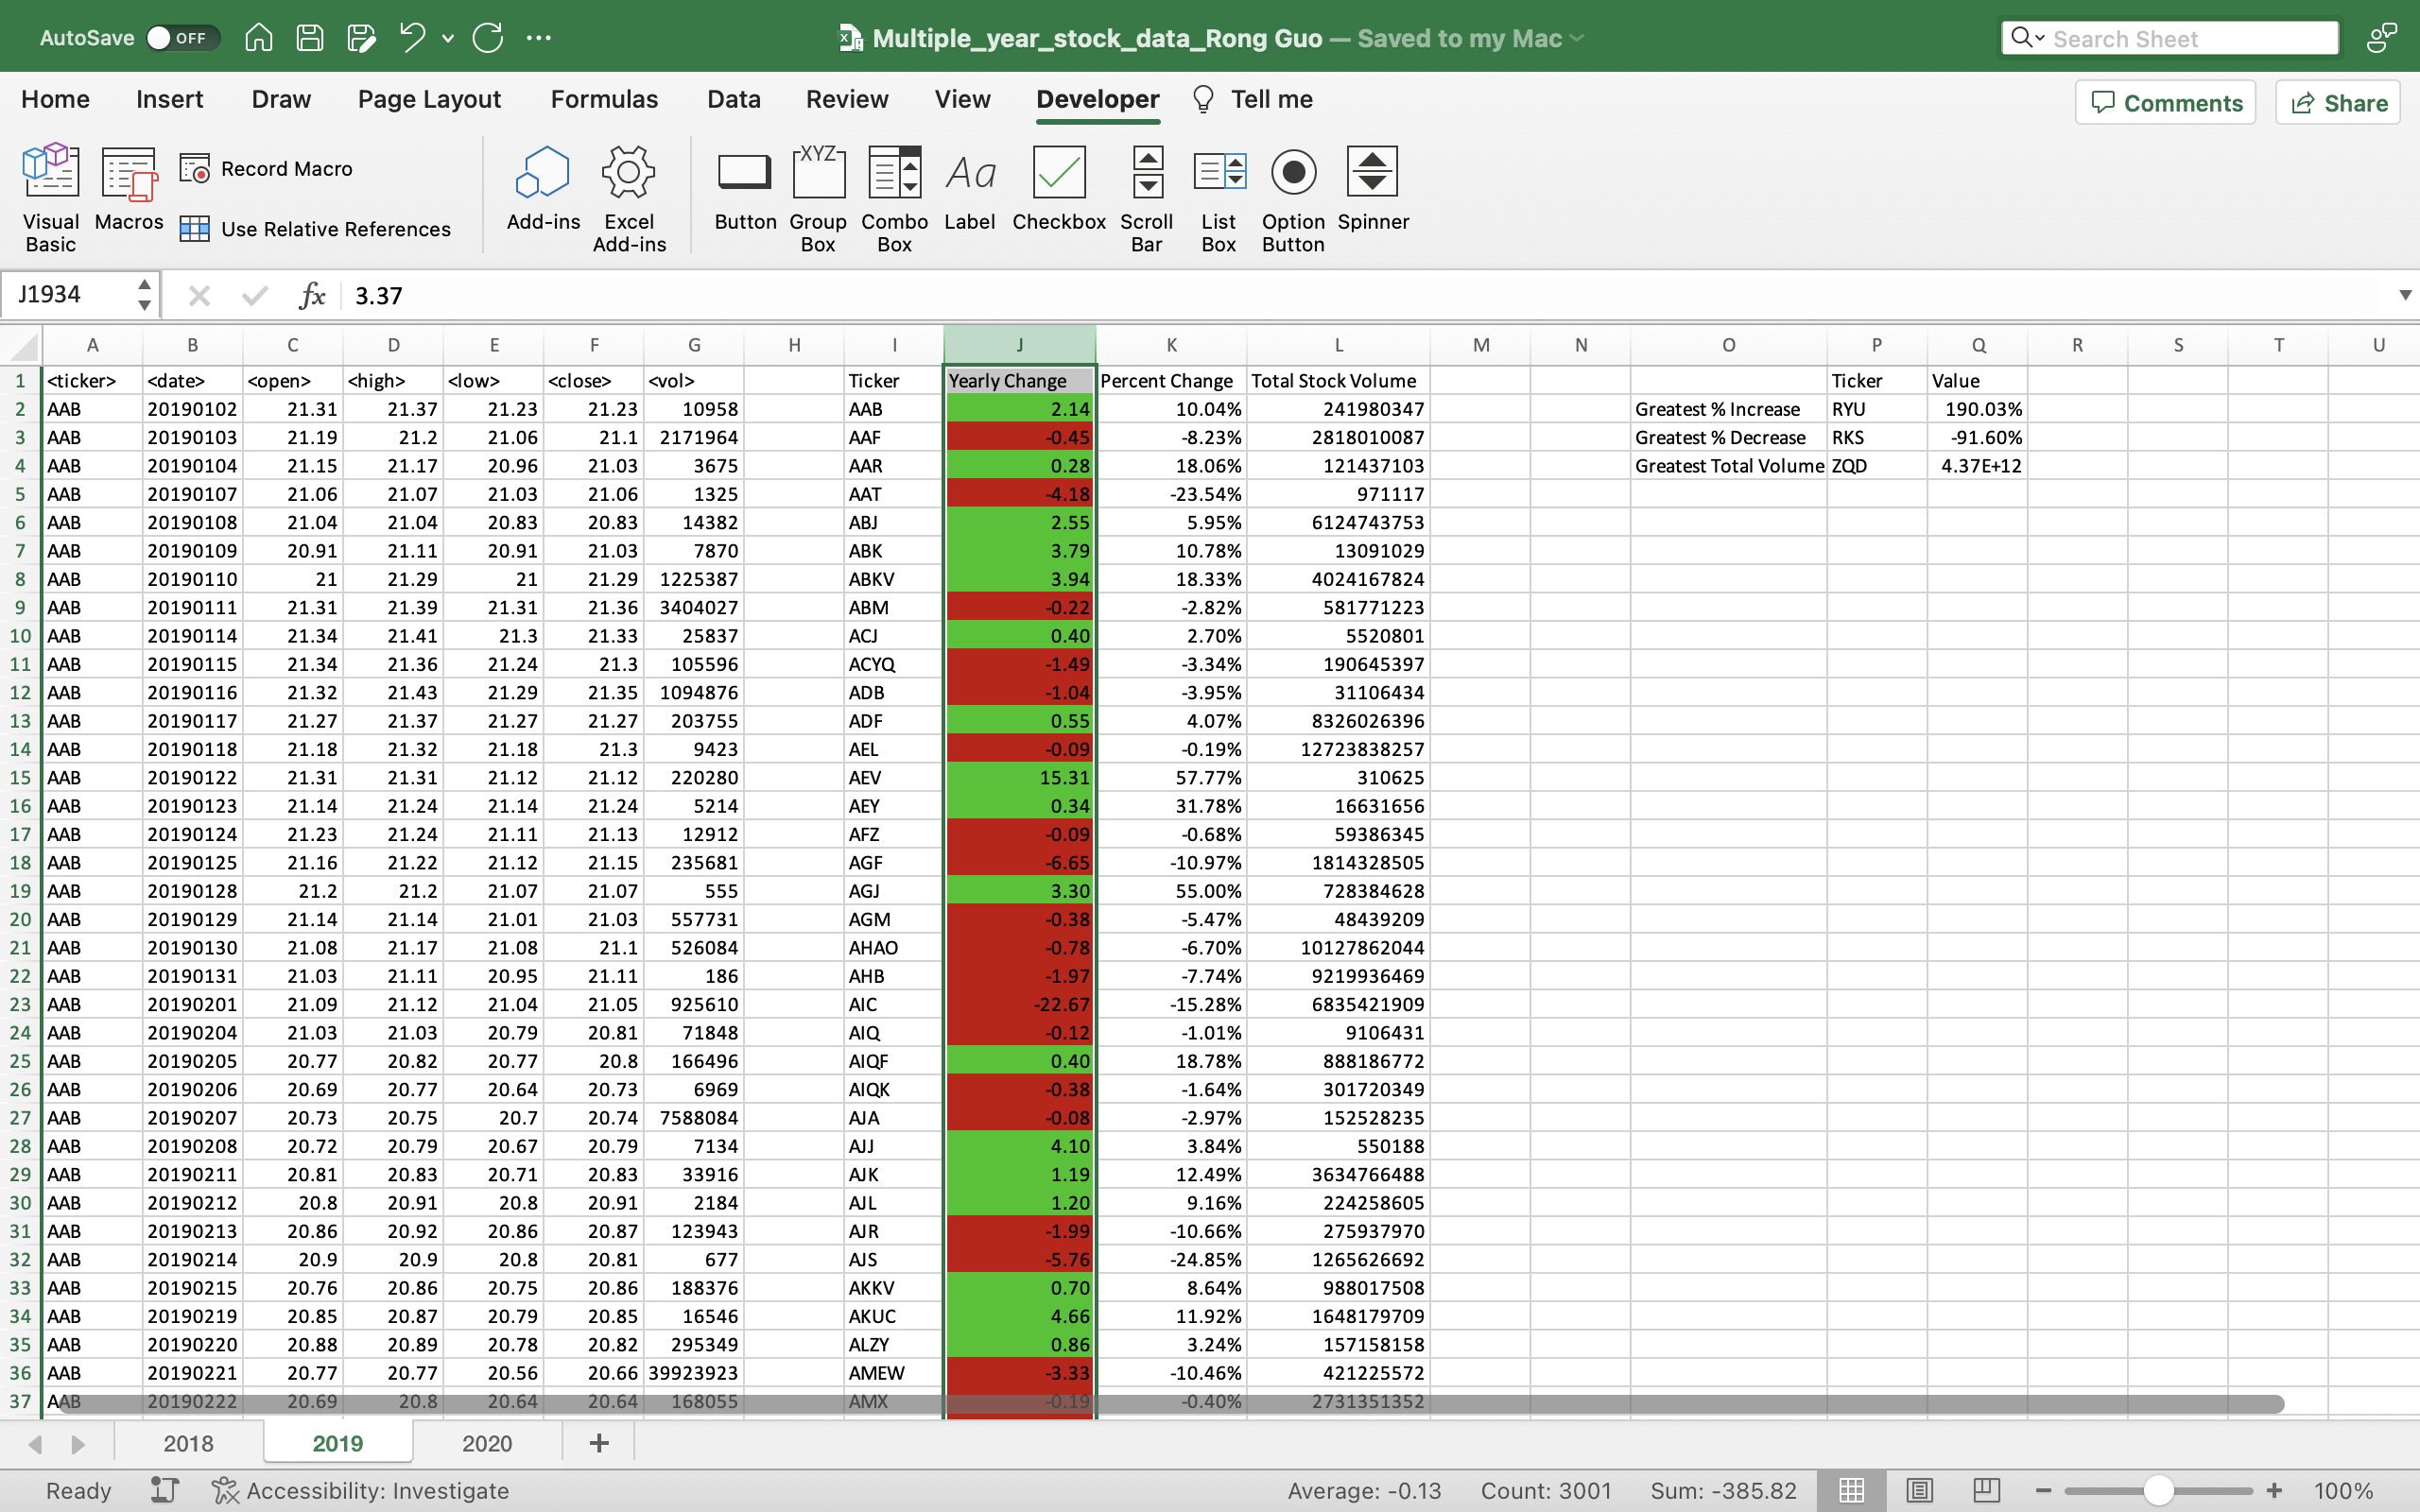 AutoSave OFF Multiple_year_stock_data_Rong Guo — Saved to my Mac Search Sheet
Home Insert Draw Page Layout Formulas Data Review View Developer Tell me Comments Share
Visual Basic Macros Record Macro Use Relative References Add-ins Excel Add-ins Button XYZ Group Box Combo Box Aa Label Checkbox Scroll Bar List Box Option Button Spinner
J1934 fx 3.37
A B C D E F G H I J K L M N O P Q R S T U
1 <ticker> <date> <open> <high> <low> <close> <vol> Ticker Yearly Change Percent Change Total Stock Volume Ticker Value
2 AAB 20190102 21.31 21.37 21.23 21.23 10958 AAB 2.14 10.04% 241980347 Greatest % Increase RYU 190.03%
3 AAB 20190103 21.19 21.2 21.06 21.1 2171964 AAF -0.45 -8.23% 2818010087 Greatest % Decrease RKS -91.60%
4 AAB 20190104 21.15 21.17 20.96 21.03 3675 AAR 0.28 18.06% 121437103 Greatest Total Volume ZQD 4.37E+12
5 AAB 20190107 21.06 21.07 21.03 21.06 1325 AAT -4.18 -23.54% 971117
6 AAB 20190108 21.04 21.04 20.83 20.83 14382 ABJ 2.55 5.95% 6124743753
7 AAB 20190109 20.91 21.11 20.91 21.03 7870 ABK 3.79 10.78% 13091029
8 AAB 20190110 21 21.29 21 21.29 1225387 ABKV 3.94 18.33% 4024167824
9 AAB 20190111 21.31 21.39 21.31 21.36 3404027 ABM -0.22 -2.82% 581771223
10 AAB 20190114 21.34 21.41 21.3 21.33 25837 ACJ 0.40 2.70% 5520801
11 AAB 20190115 21.34 21.36 21.24 21.3 105596 ACYQ -1.49 -3.34% 190645397
12 AAB 20190116 21.32 21.43 21.29 21.35 1094876 ADB -1.04 -3.95% 31106434
13 AAB 20190117 21.27 21.37 21.27 21.27 203755 ADF 0.55 4.07% 8326026396
14 AAB 20190118 21.18 21.32 21.18 21.3 9423 AEL -0.09 -0.19% 12723838257
15 AAB 20190122 21.31 21.31 21.12 21.12 220280 AEV 15.31 57.77% 310625
16 AAB 20190123 21.14 21.24 21.14 21.24 5214 AEY 0.34 31.78% 16631656
17 AAB 20190124 21.23 21.24 21.11 21.13 12912 AFZ -0.09 -0.68% 59386345
18 AAB 20190125 21.16 21.22 21.12 21.15 235681 AGF -6.65 -10.97% 1814328505
19 AAB 20190128 21.2 21.2 21.07 21.07 555 AGJ 3.30 55.00% 728384628
20 AAB 20190129 21.14 21.14 21.01 21.03 557731 AGM -0.38 -5.47% 48439209
21 AAB 20190130 21.08 21.17 21.08 21.1 526084 AHAO -0.78 -6.70% 10127862044
22 AAB 20190131 21.03 21.11 20.95 21.11 186 AHB -1.97 -7.74% 9219936469
23 AAB 20190201 21.09 21.12 21.04 21.05 925610 AIC -22.67 -15.28% 6835421909
24 AAB 20190204 21.03 21.03 20.79 20.81 71848 AIQ -0.12 -1.01% 9106431
25 AAB 20190205 20.77 20.82 20.77 20.8 166496 AIQF 0.40 18.78% 888186772
26 AAB 20190206 20.69 20.77 20.64 20.73 6969 AIQK -0.38 -1.64% 301720349
27 AAB 20190207 20.73 20.75 20.7 20.74 7588084 AJA -0.08 -2.97% 152528235
28 AAB 20190208 20.72 20.79 20.67 20.79 7134 AJJ 4.10 3.84% 550188
29 AAB 20190211 20.81 20.83 20.71 20.83 33916 AJK 1.19 12.49% 3634766488
30 AAB 20190212 20.8 20.91 20.8 20.91 2184 AJL 1.20 9.16% 224258605
31 AAB 20190213 20.86 20.92 20.86 20.87 123943 AJR -1.99 -10.66% 275937970
32 AAB 20190214 20.9 20.9 20.8 20.81 677 AJS -5.76 -24.85% 1265626692
33 AAB 20190215 20.76 20.86 20.75 20.86 188376 AKKV 0.70 8.64% 988017508
34 AAB 20190219 20.85 20.87 20.79 20.85 16546 AKUC 4.66 11.92% 1648179709
35 AAB 20190220 20.88 20.89 20.78 20.82 295349 ALZY 0.86 3.24% 157158158
36 AAB 20190221 20.77 20.77 20.56 20.66 39923923 AMEW -3.33 -10.46% 421225572
37 AAB 20190222 20.69 20.8 20.64 20.64 168055 AMX -0.19 -0.40% 2731351352
2018 2019 2020 +
Ready Accessibility: Investigate Average: -0.13 Count: 3001 Sum: -385.82 100%